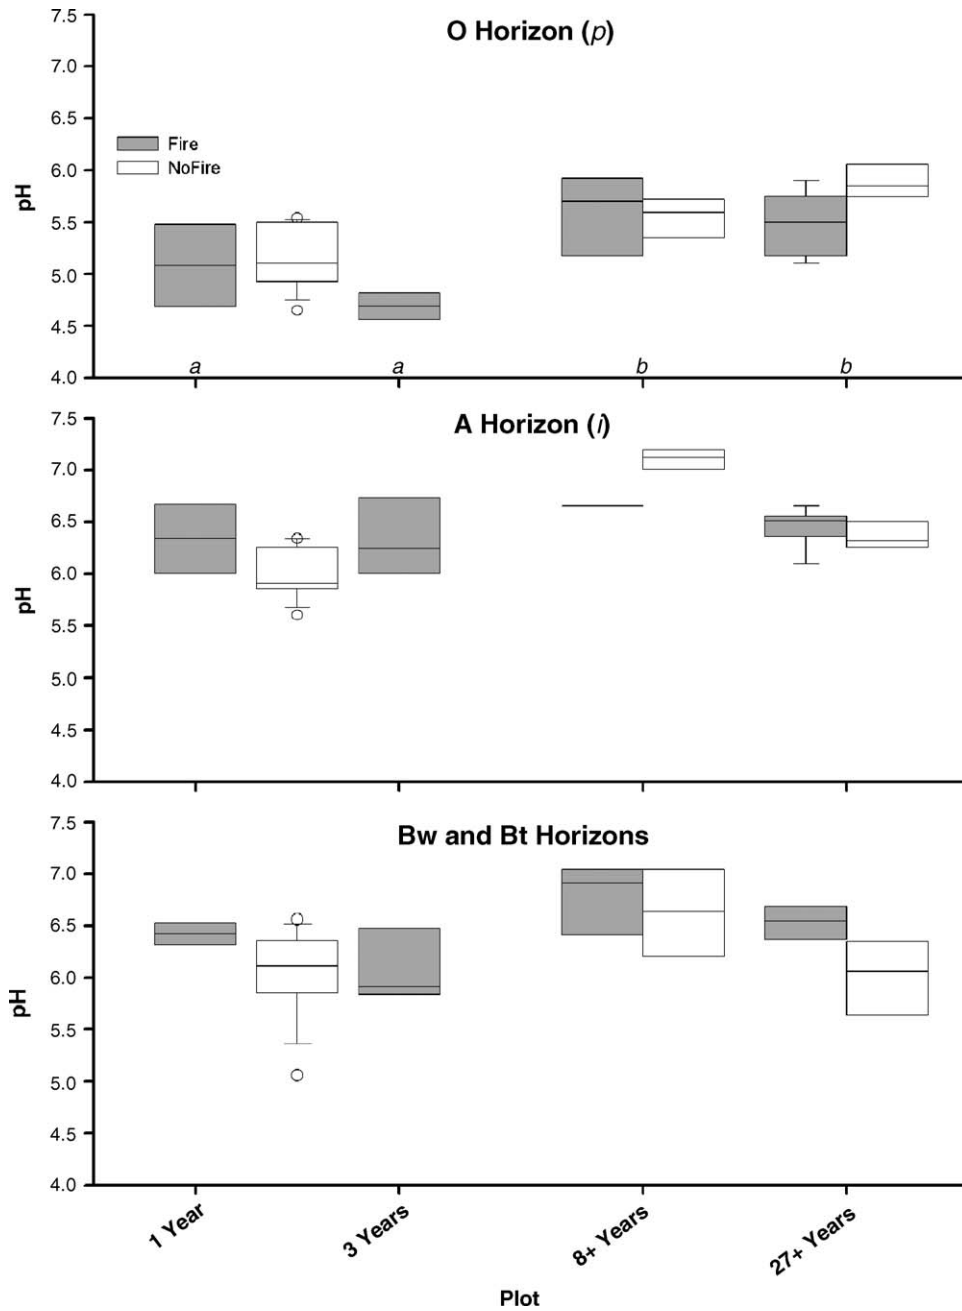 O Horizon (p)
7.5
7.0
6.5
6.0
5.5
5.0
4.5
4.0
pH
Fire
NoFire
a a b b
A Horizon (i)
7.5
7.0
6.5
6.0
5.5
5.0
4.5
4.0
pH
Bw and Bt Horizons
7.5
7.0
6.5
6.0
5.5
5.0
4.5
4.0
pH
1 Year
3 Years
8+ Years
27+ Years
Plot